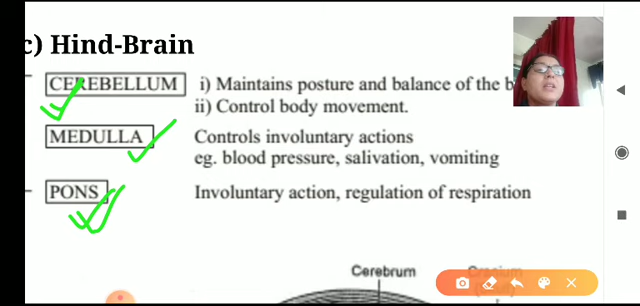 c) Hind-Brain
CEREBELLUM i) Maintains posture and balance of the b
ii) Control body movement.
MEDULLA Controls involuntary actions
eg. blood pressure, salivation, vomiting
PONS Involuntary action, regulation of respiration
Cerebrum Cranium